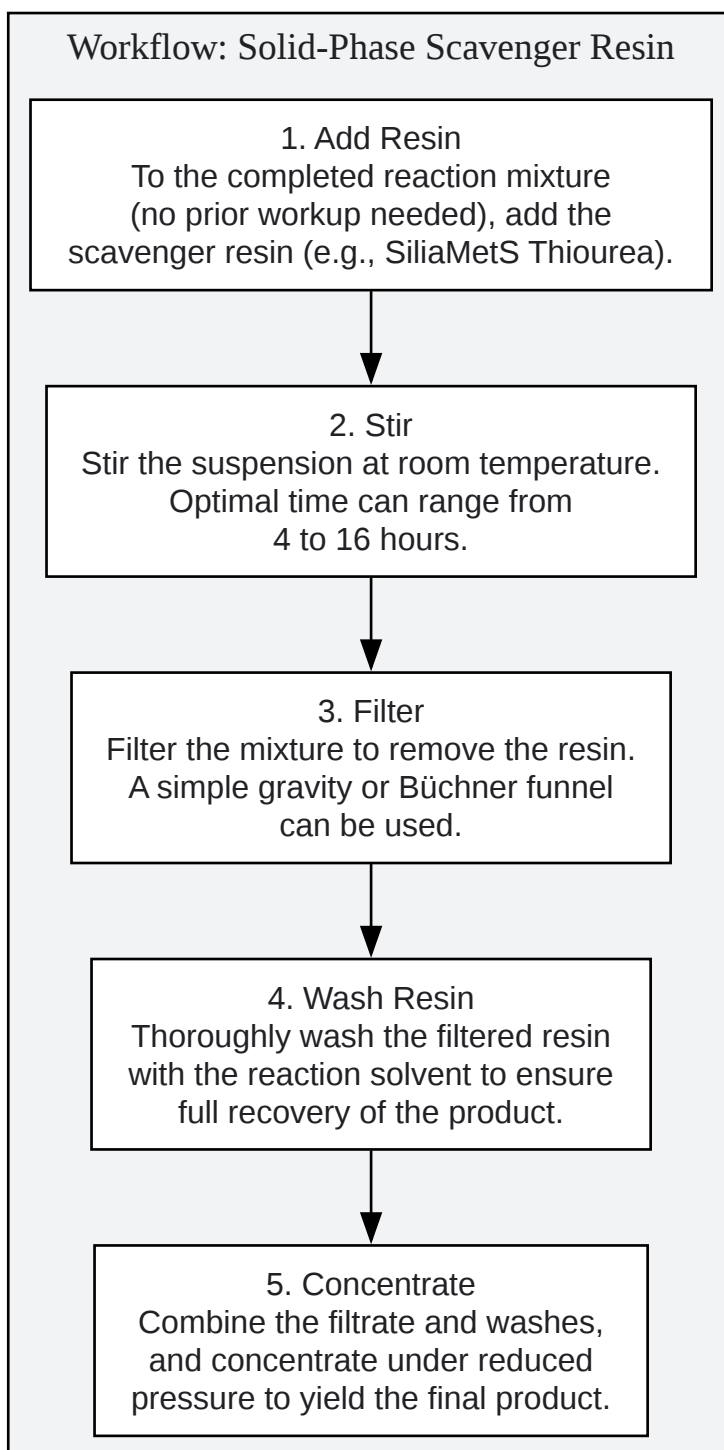 Workflow: Solid-Phase Scavenger Resin
1. Add Resin
To the completed reaction mixture
(no prior workup needed), add the
scavenger resin (e.g., SiliaMetS Thiourea).
2. Stir
Stir the suspension at room temperature.
Optimal time can range from
4 to 16 hours.
3. Filter
Filter the mixture to remove the resin.
A simple gravity or Büchner funnel
can be used.
4. Wash Resin
Thoroughly wash the filtered resin
with the reaction solvent to ensure
full recovery of the product.
5. Concentrate
Combine the filtrate and washes,
and concentrate under reduced
pressure to yield the final product.